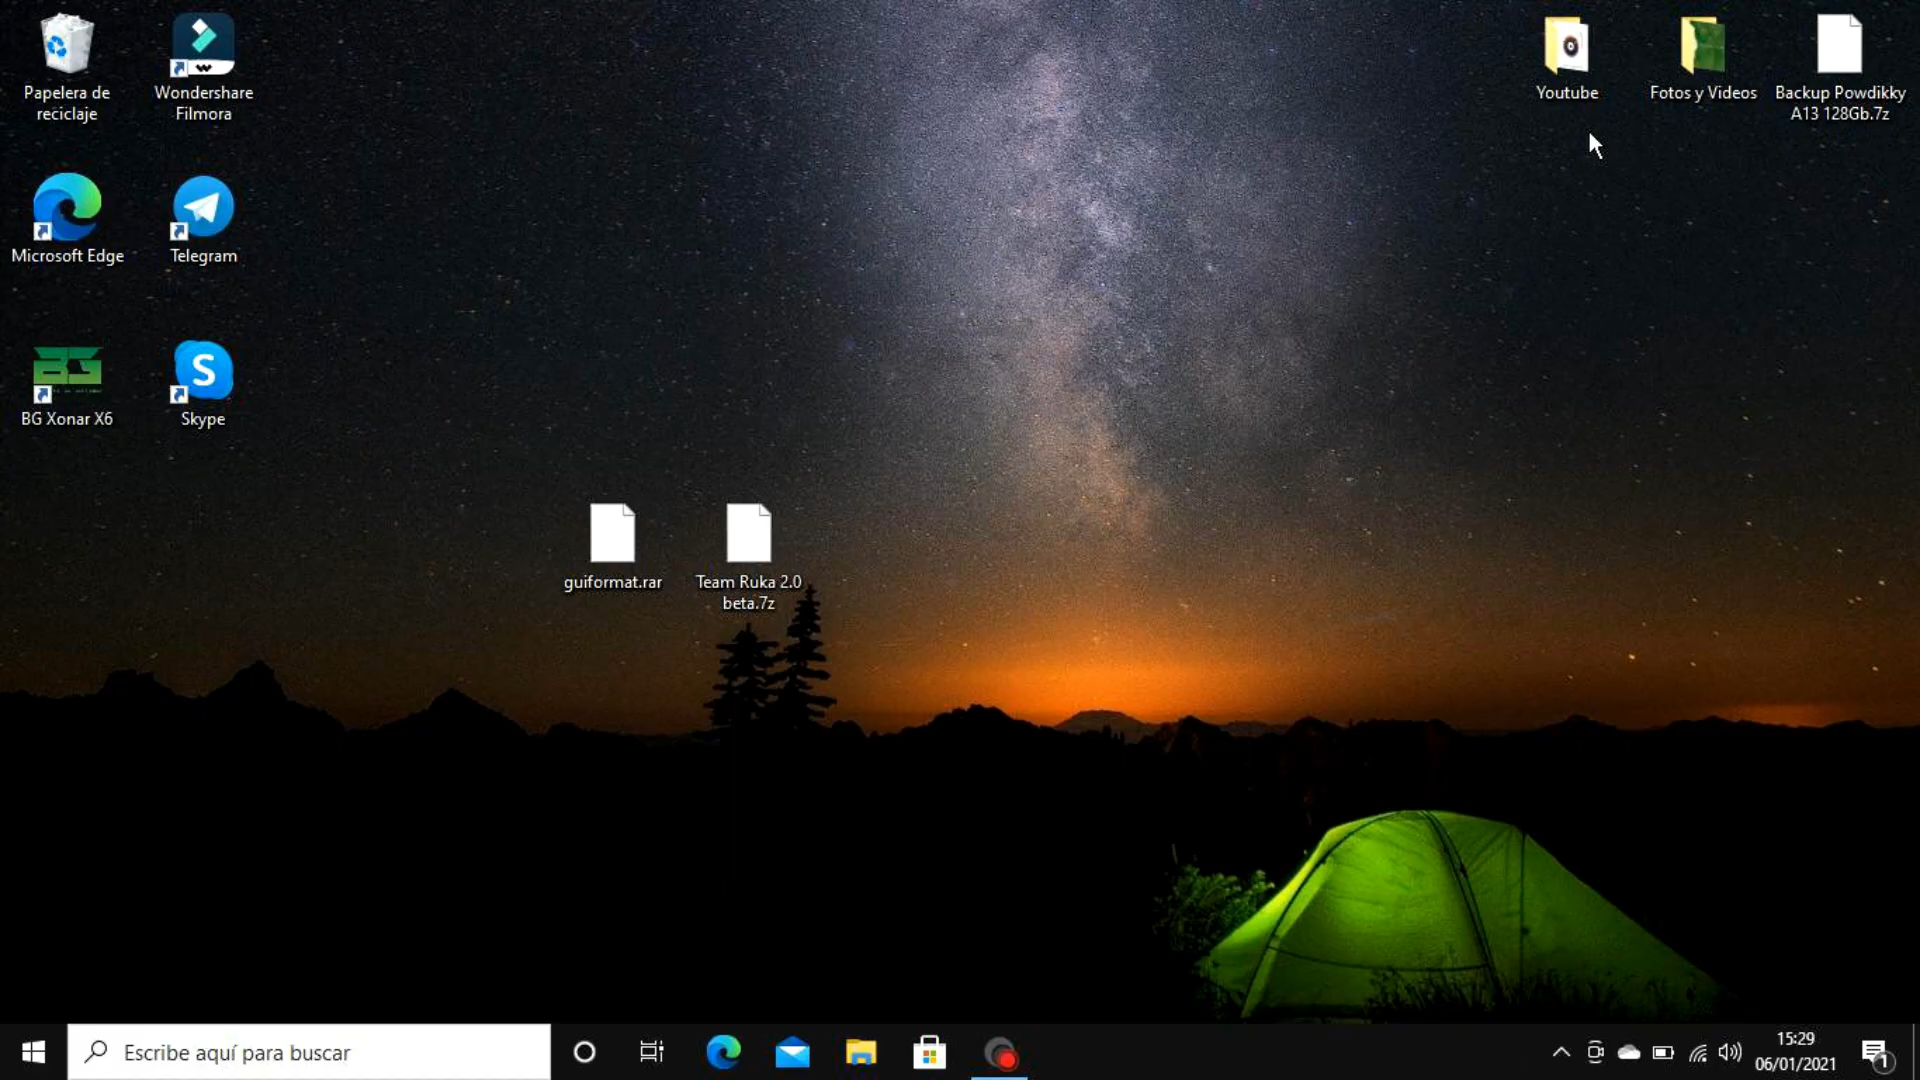 Papelera de
reciclaje
Wondershare
Filmora
Youtube
Fotos y Videos
Backup Powdikky
A13 128Gb.7z
Microsoft Edge
Telegram
BG Xonar X6
S
Skype
guiformat.rar
Team Ruka 2.0
beta.7z
Escribe aquí para buscar
15:29
06/01/2021
1